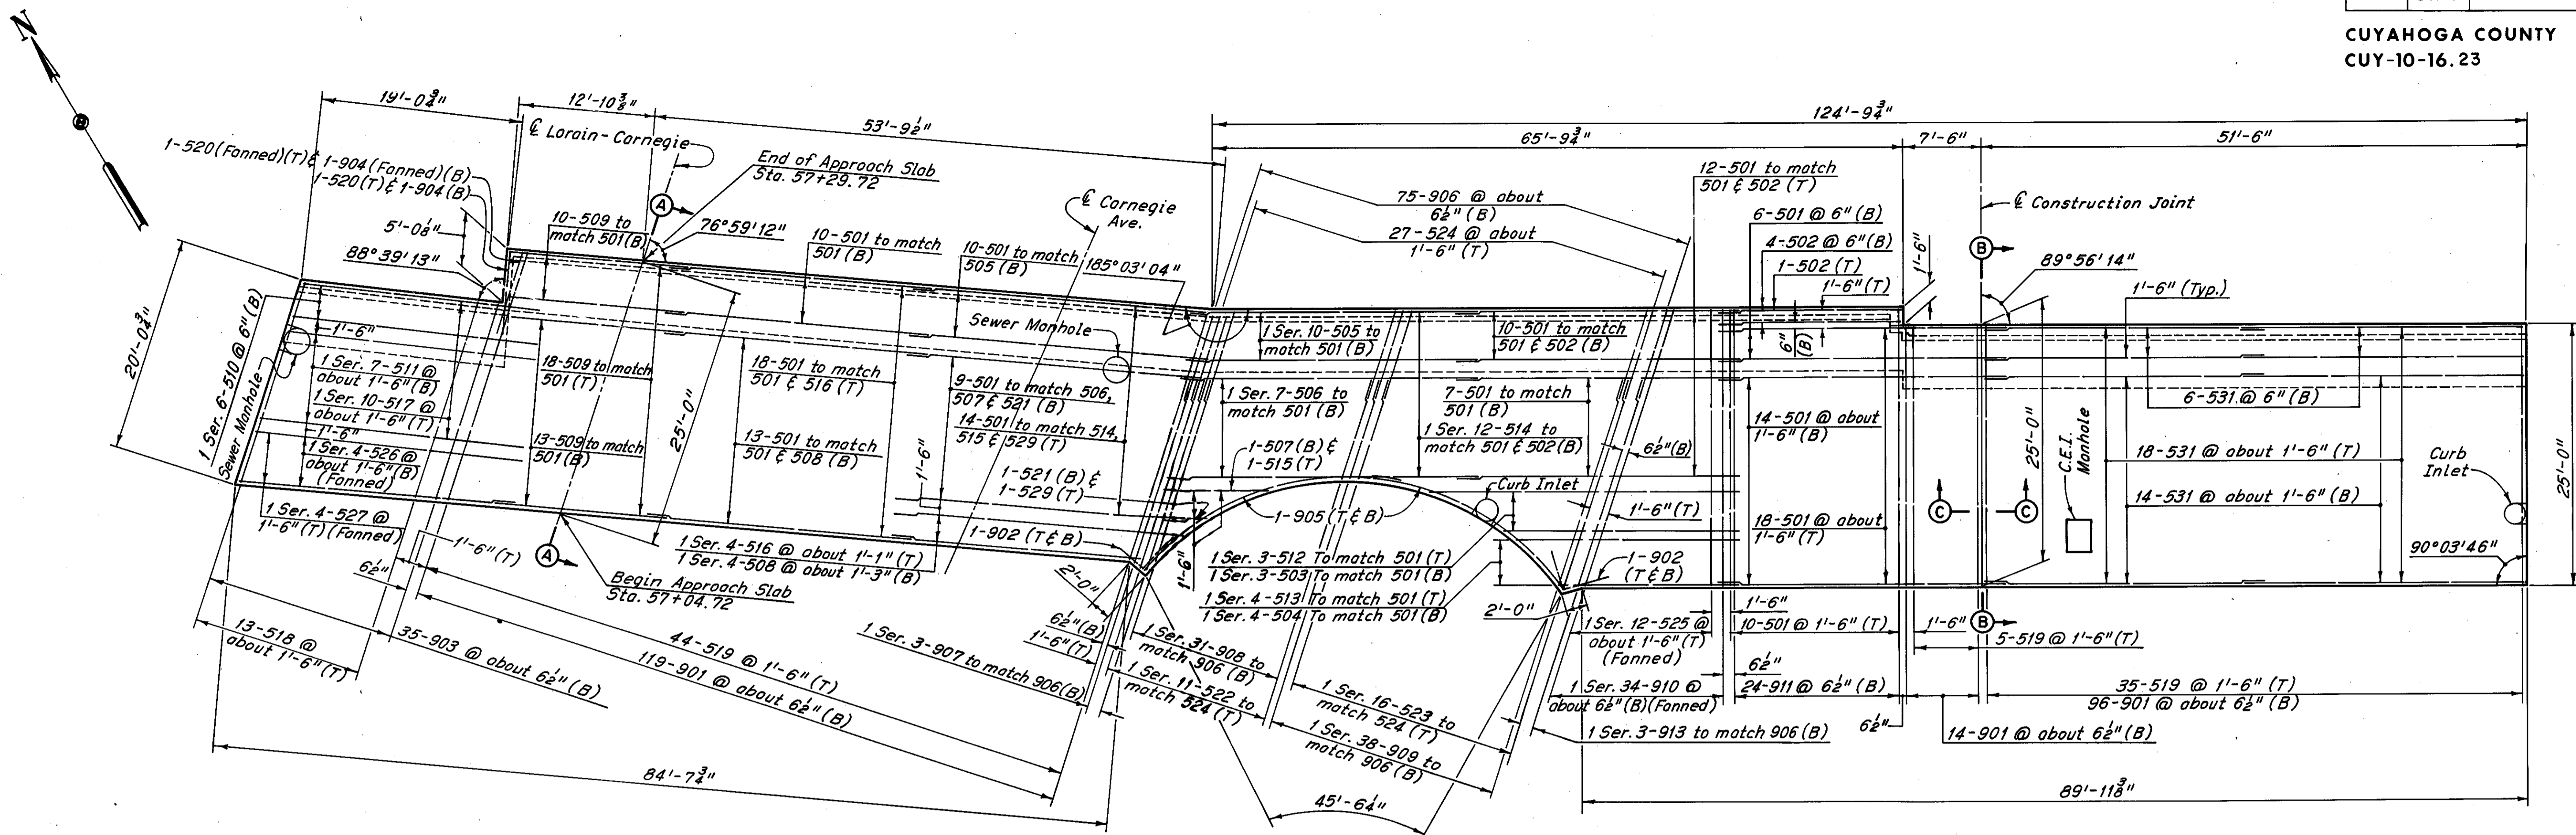 CUYAHOGA COUNTY
CUY-10-16.23
N
19'-0¾"
12'-10⅜"
53'-9½"
124'-9¾"
65'-9¾"
7'-6"
51'-6"
℄ Lorain-Carnegie
1-520 (Fanned)(T) &
1-904 (Fanned)(B)
1-520 (T) & 1-904 (B)
End of Approach Slab
Sta. 57+29.72
A
5'-0⅛"
88°39'13"
10-509 to
match 501 (B)
76°59'12"
10-501 to match
501 (B)
10-501 to match
505 (B)
℄ Carnegie
Ave.
185°03'04"
75-906 @ about
6½" (B)
27-524 @ about
1'-6" (T)
12-501 to match
501 & 502 (T)
6-501 @ 6" (B)
4-502 @ 6" (B)
1-502 (T)
1'-6" (T)
1'-6"
6"
(B)
℄ Construction Joint
B
89°56'14"
1'-6" (Typ.)
20'-0¾"
1 Ser. 6-510 @ 6" (B)
Sewer Manhole
1'-6"
1 Ser. 7-511 @
about 1'-6" (B)
1 Ser. 10-517 @
about 1'-6" (T)
1'-6"
1 Ser. 4-526 @
about 1'-6" (B)
(Fanned)
1 Ser. 4-527 @
1'-6" (T) (Fanned)
18-509 to match
501 (T)
13-509 to match
501 (B)
25'-0"
18-501 to match
501 & 516 (T)
13-501 to match
501 & 508 (B)
Sewer Manhole
9-501 to match 506,
507 & 521 (B)
14-501 to match 514,
515 & 529 (T)
1'-6"
1-521 (B) &
1-529 (T)
1-902 (T & B)
1 Ser. 10-505 to
match 501 (B)
10-501 to match
501 & 502 (B)
1 Ser. 7-506 to
match 501 (B)
7-501 to match
501 (B)
1 Ser. 12-514 to
match 501 & 502 (B)
1-507 (B) &
1-515 (T)
6½" (B)
Curb Inlet
1-905 (T & B)
1'-6" (T)
14-501 @ about
1'-6" (B)
18-501 @ about
1'-6" (T)
1-902
(T & B)
C
C
25'-0"
C.E.I.
Manhole
6-531 @ 6" (B)
18-531 @ about 1'-6" (T)
14-531 @ about 1'-6" (B)
Curb
Inlet
90°03'46"
25'-0"
1'-6" (T)
6½"
A
Begin Approach Slab
Sta. 57+04.72
1 Ser. 4-516 @ about 1'-1" (T)
1 Ser. 4-508 @ about 1'-3" (B)
2'-0"
1'-6"
1 Ser. 3-512 To match 501 (T)
1 Ser. 3-503 To match 501 (B)
1 Ser. 4-513 To match 501 (T)
1 Ser. 4-504 To match 501 (B)
2'-0"
13-518 @
about 1'-6" (T)
35-903 @ about 6½" (B)
44-519 @ 1'-6" (T)
119-901 @ about 6½" (B)
1 Ser. 3-907 to match 906 (B)
6½" (B)
1'-6" (T)
1 Ser. 31-908 to
match 906 (B)
1 Ser. 11-522 to
match 524 (T)
1 Ser. 16-523 to
match 524 (T)
1 Ser. 38-909 to
match 906 (B)
1 Ser. 12-525 @
about 1'-6" (T)
(Fanned)
1 Ser. 34-910 @
about 6½" (B) (Fanned)
1'-6"
10-501 @ 1'-6" (T)
6½"
24-911 @ 6½" (B)
1 Ser. 3-913 to match 906 (B)
6½"
1'-6"
B
5-519 @ 1'-6" (T)
14-901 @ about 6½" (B)
35-519 @ 1'-6" (T)
96-901 @ about 6½" (B)
84'-7¾"
45'-6¼"
89'-11⅜"